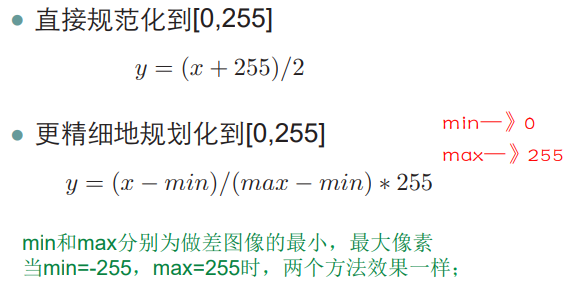 ● 直接规范化到[0,255]
y = (x + 255)/2
● 更精细地规划化到[0,255]
min—》0
max—》255
y = (x − min)/(max − min) ∗ 255
min和max分别为做差图像的最小，最大像素
当min=-255，max=255时，两个方法效果一样；